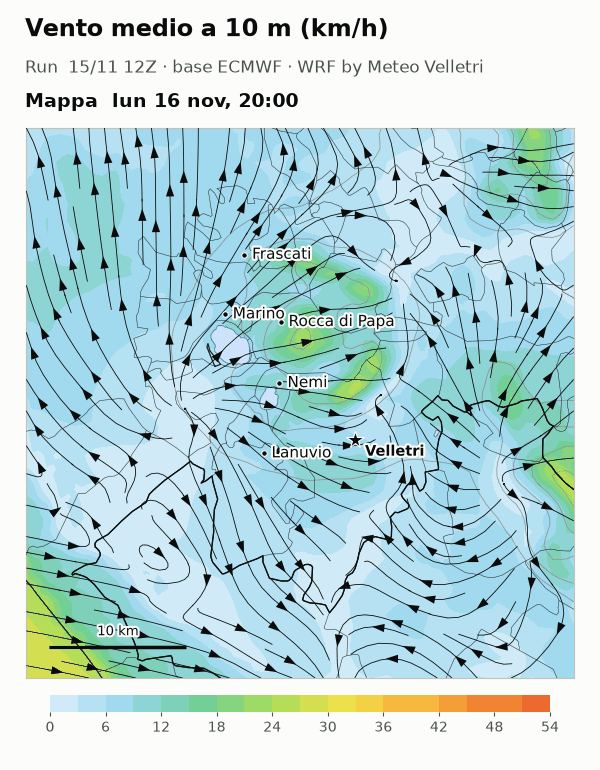 Vento medio a 10 m (km/h)
Run  15/11 12Z · base ECMWF · WRF by Meteo Velletri
Mappa  lun 16 nov, 20:00
Frascati
Marino
Rocca di Papa
Nemi
Lanuvio
Velletri
10 km
0 6 12 18 24 30 36 42 48 54